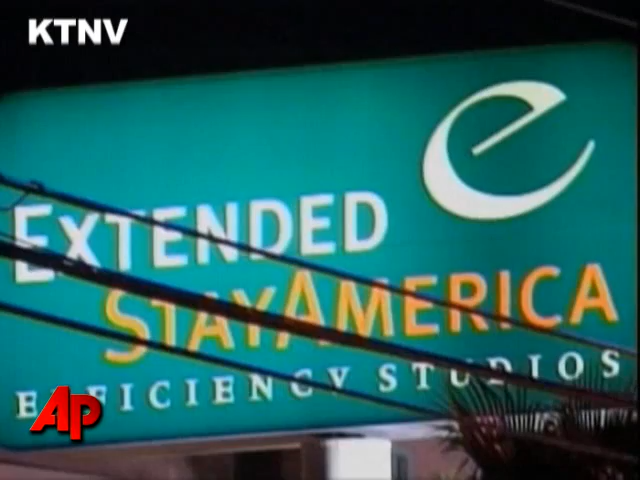 KTNV
e
EXTENDED
STAYAMERICA
EFFICIENCY STUDIOS
AP